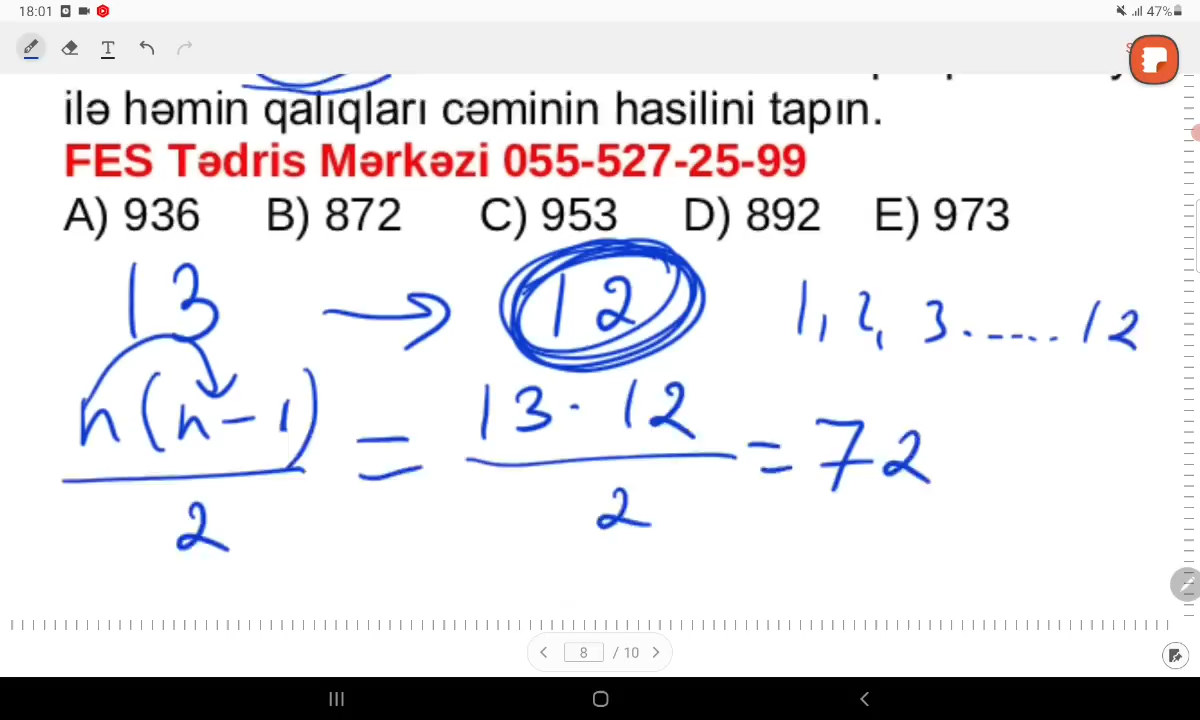 18:01 47%
ilə həmin qalıqları cəminin hasilini tapın.
FES Tədris Mərkəzi 055-527-25-99
A) 936 B) 872 C) 953 D) 892 E) 973
13 → 12 1, 2, 3......12
n(n-1) = 13·12 = 72
2 2
8 / 10